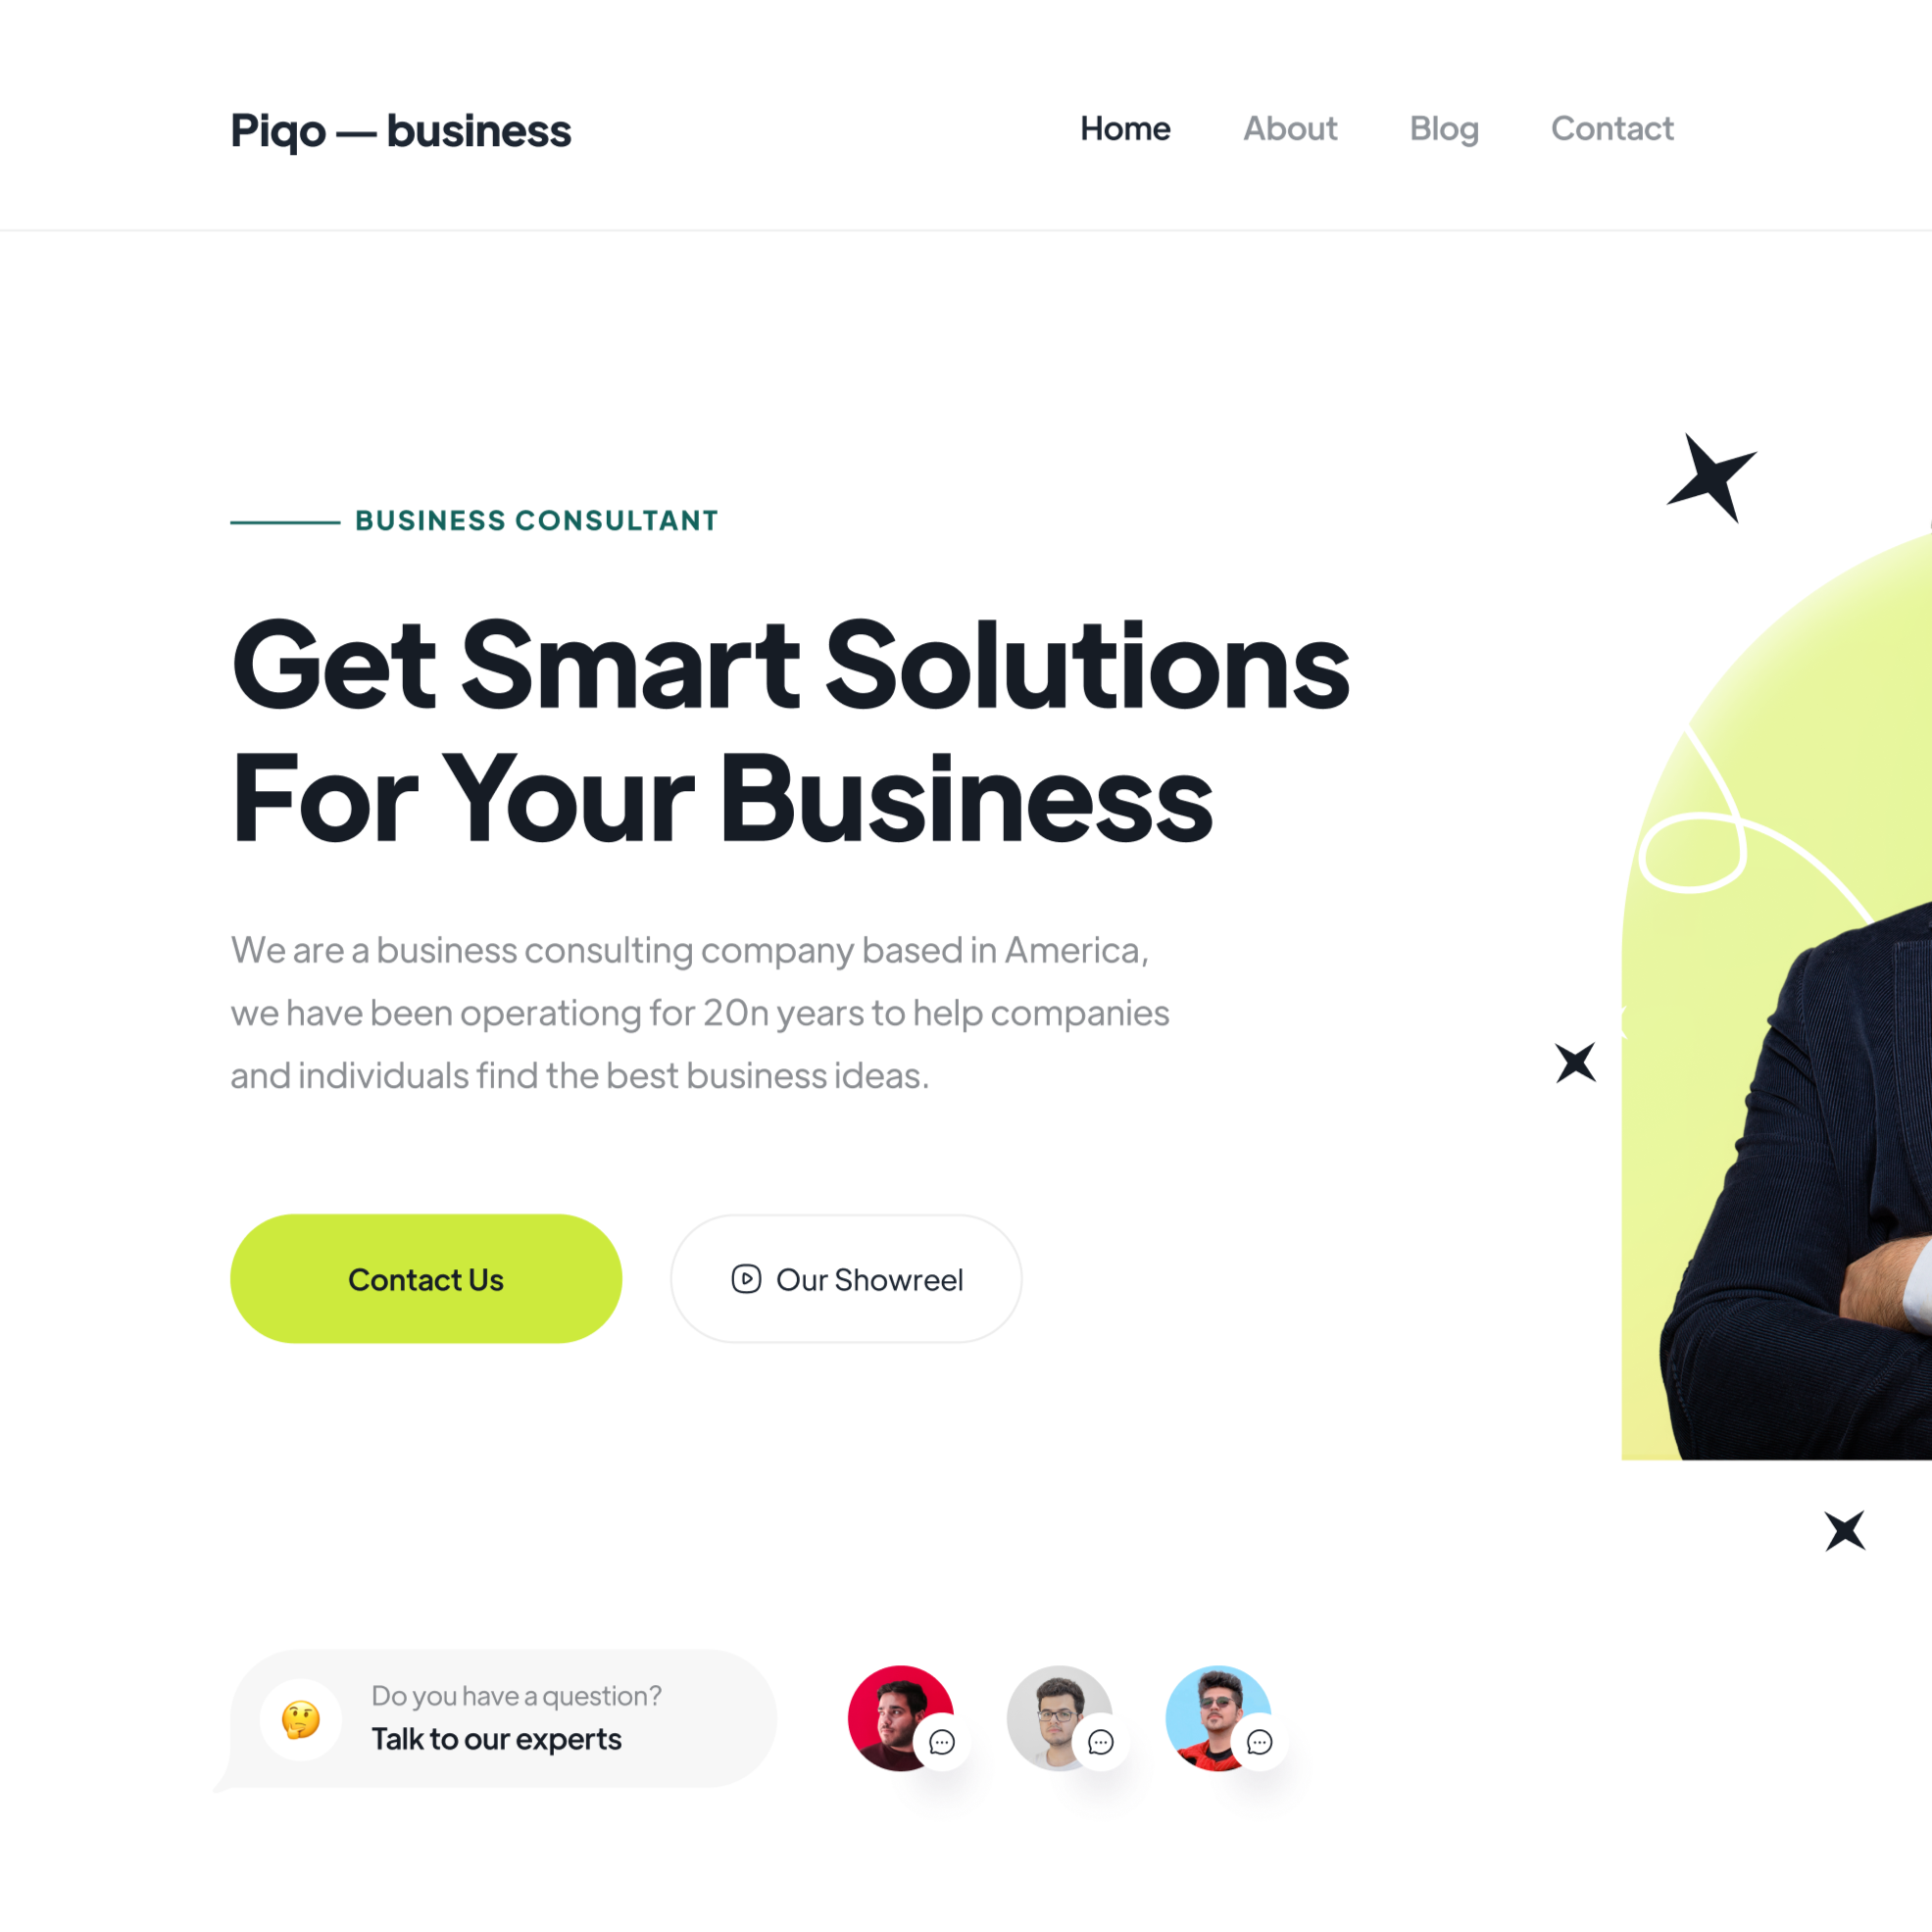 Piqo — business
Home About Blog Contact
BUSINESS CONSULTANT
Get Smart Solutions
For Your Business
We are a business consulting company based in America,
we have been operationg for 20n years to help companies
and individuals find the best business ideas.
Contact Us
Our Showreel
Do you have a question?
Talk to our experts